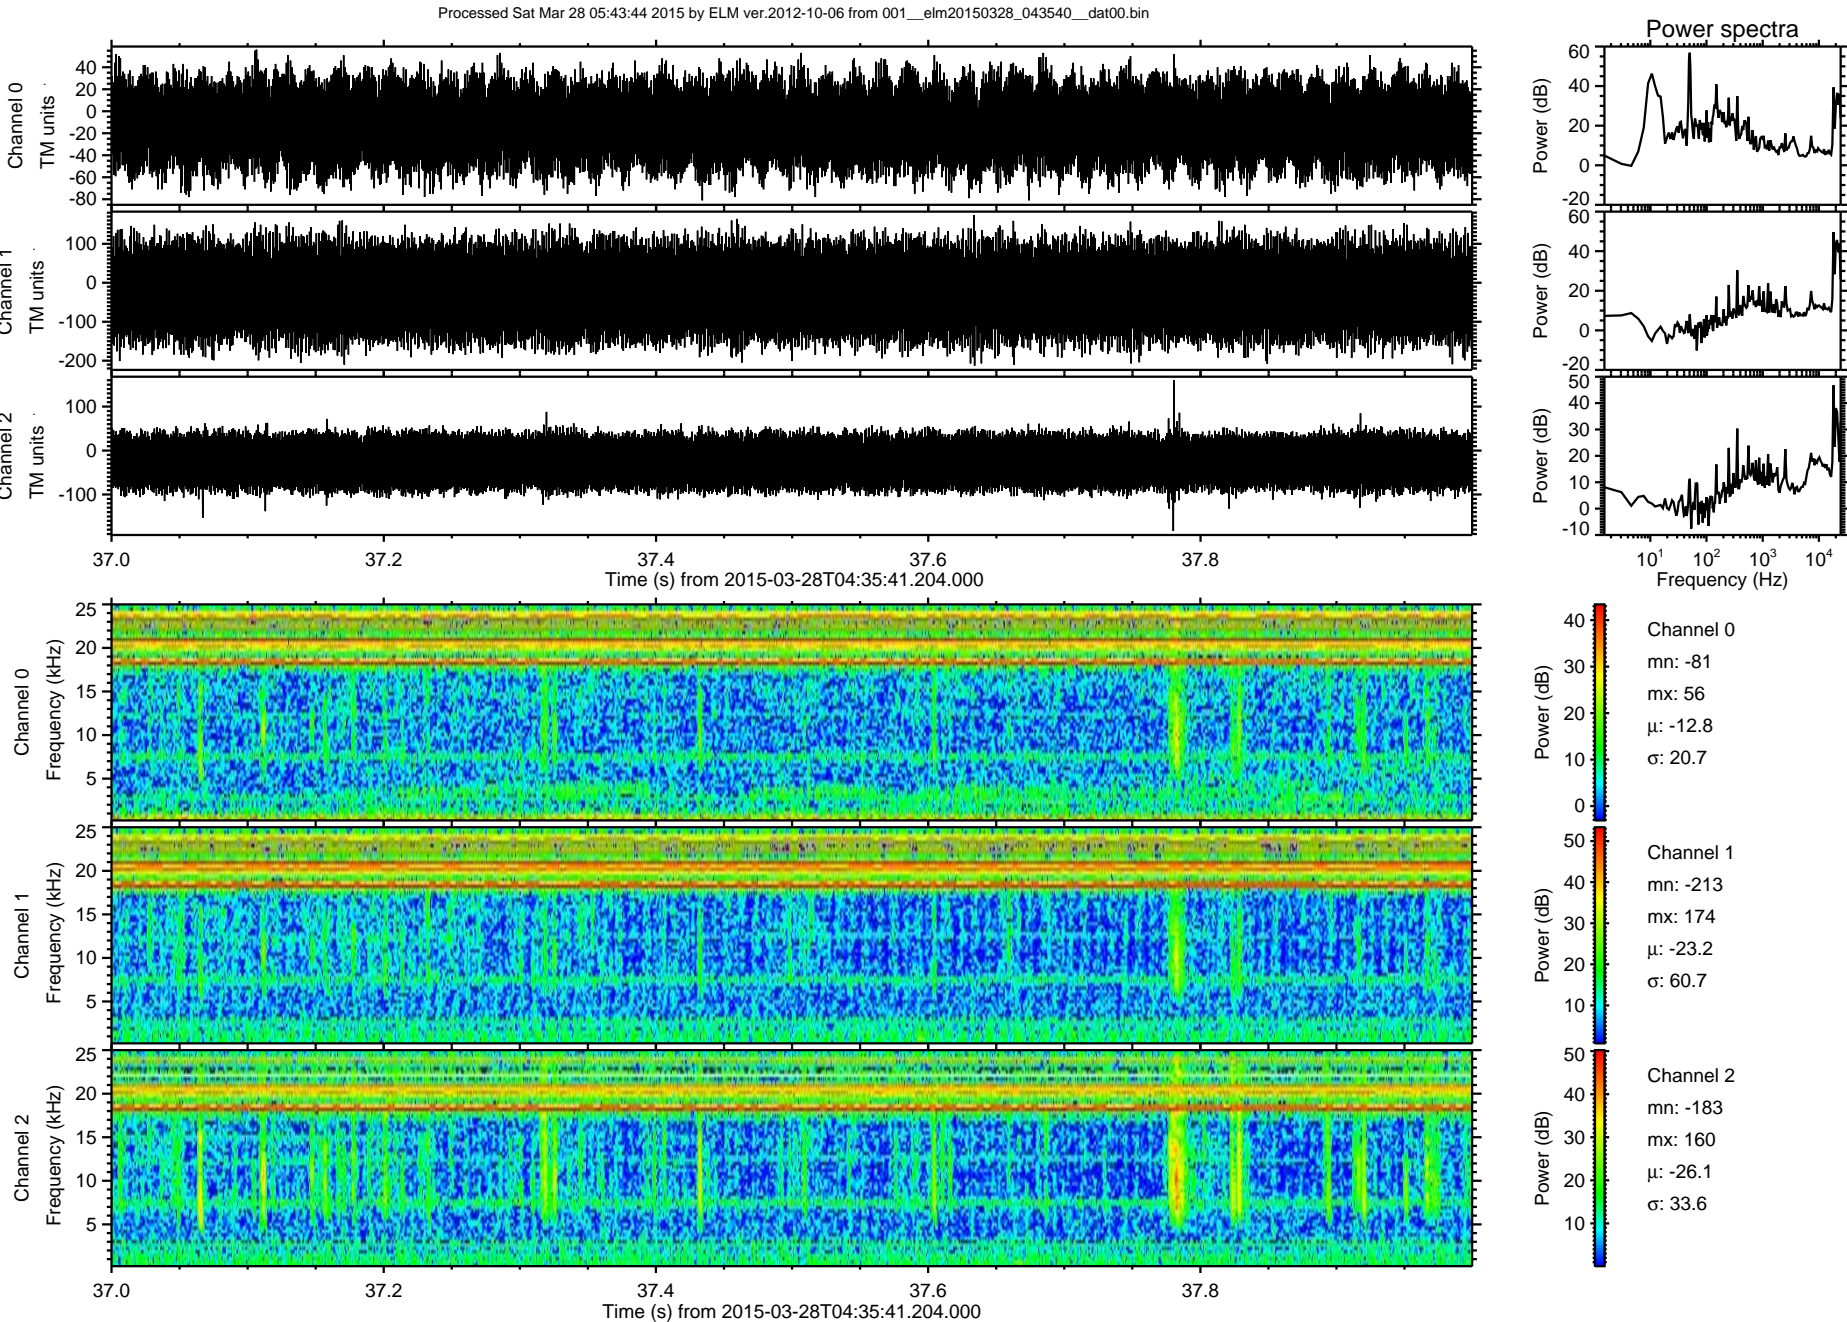 Processed Sat Mar 28 05:43:44 2015 by ELM ver.2012-10-06 from 001__elm20150328_043540__dat00.bin
Power spectra
Channel 0
TM units
40
20
0
-20
-40
-60
-80
Power (dB)
60
40
20
0
-20
Channel 1
TM units
100
0
-100
-200
Power (dB)
60
40
20
0
-20
Channel 2
TM units
100
0
-100
Power (dB)
50
40
30
20
10
0
-10
37.0 37.2 37.4 37.6 37.8
Time (s) from 2015-03-28T04:35:41.204.000
10¹ 10² 10³ 10⁴
Frequency (Hz)
Channel 0
Frequency (kHz)
25
20
15
10
5
Power (dB)
40
30
20
10
0
Channel 0
mn: -81
mx: 56
μ: -12.8
σ: 20.7
Channel 1
Frequency (kHz)
25
20
15
10
5
Power (dB)
50
40
30
20
10
Channel 1
mn: -213
mx: 174
μ: -23.2
σ: 60.7
Channel 2
Frequency (kHz)
25
20
15
10
5
Power (dB)
50
40
30
20
10
Channel 2
mn: -183
mx: 160
μ: -26.1
σ: 33.6
37.0 37.2 37.4 37.6 37.8
Time (s) from 2015-03-28T04:35:41.204.000